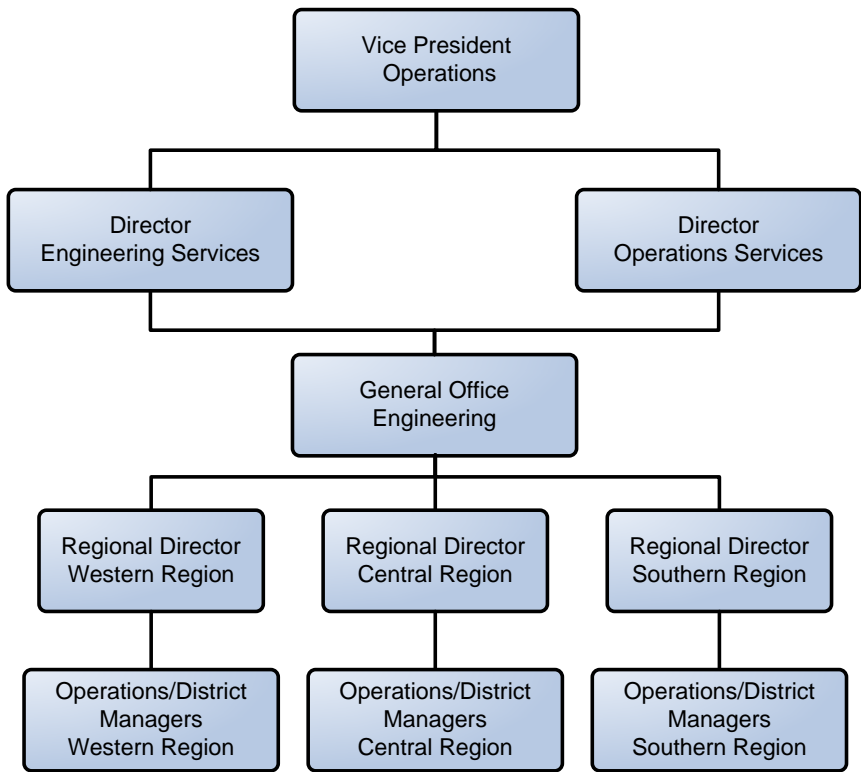 Vice President
Operations
Director
Engineering Services
Director
Operations Services
General Office
Engineering
Regional Director
Western Region
Regional Director
Central Region
Regional Director
Southern Region
Operations/District
Managers
Western Region
Operations/District
Managers
Central Region
Operations/District
Managers
Southern Region